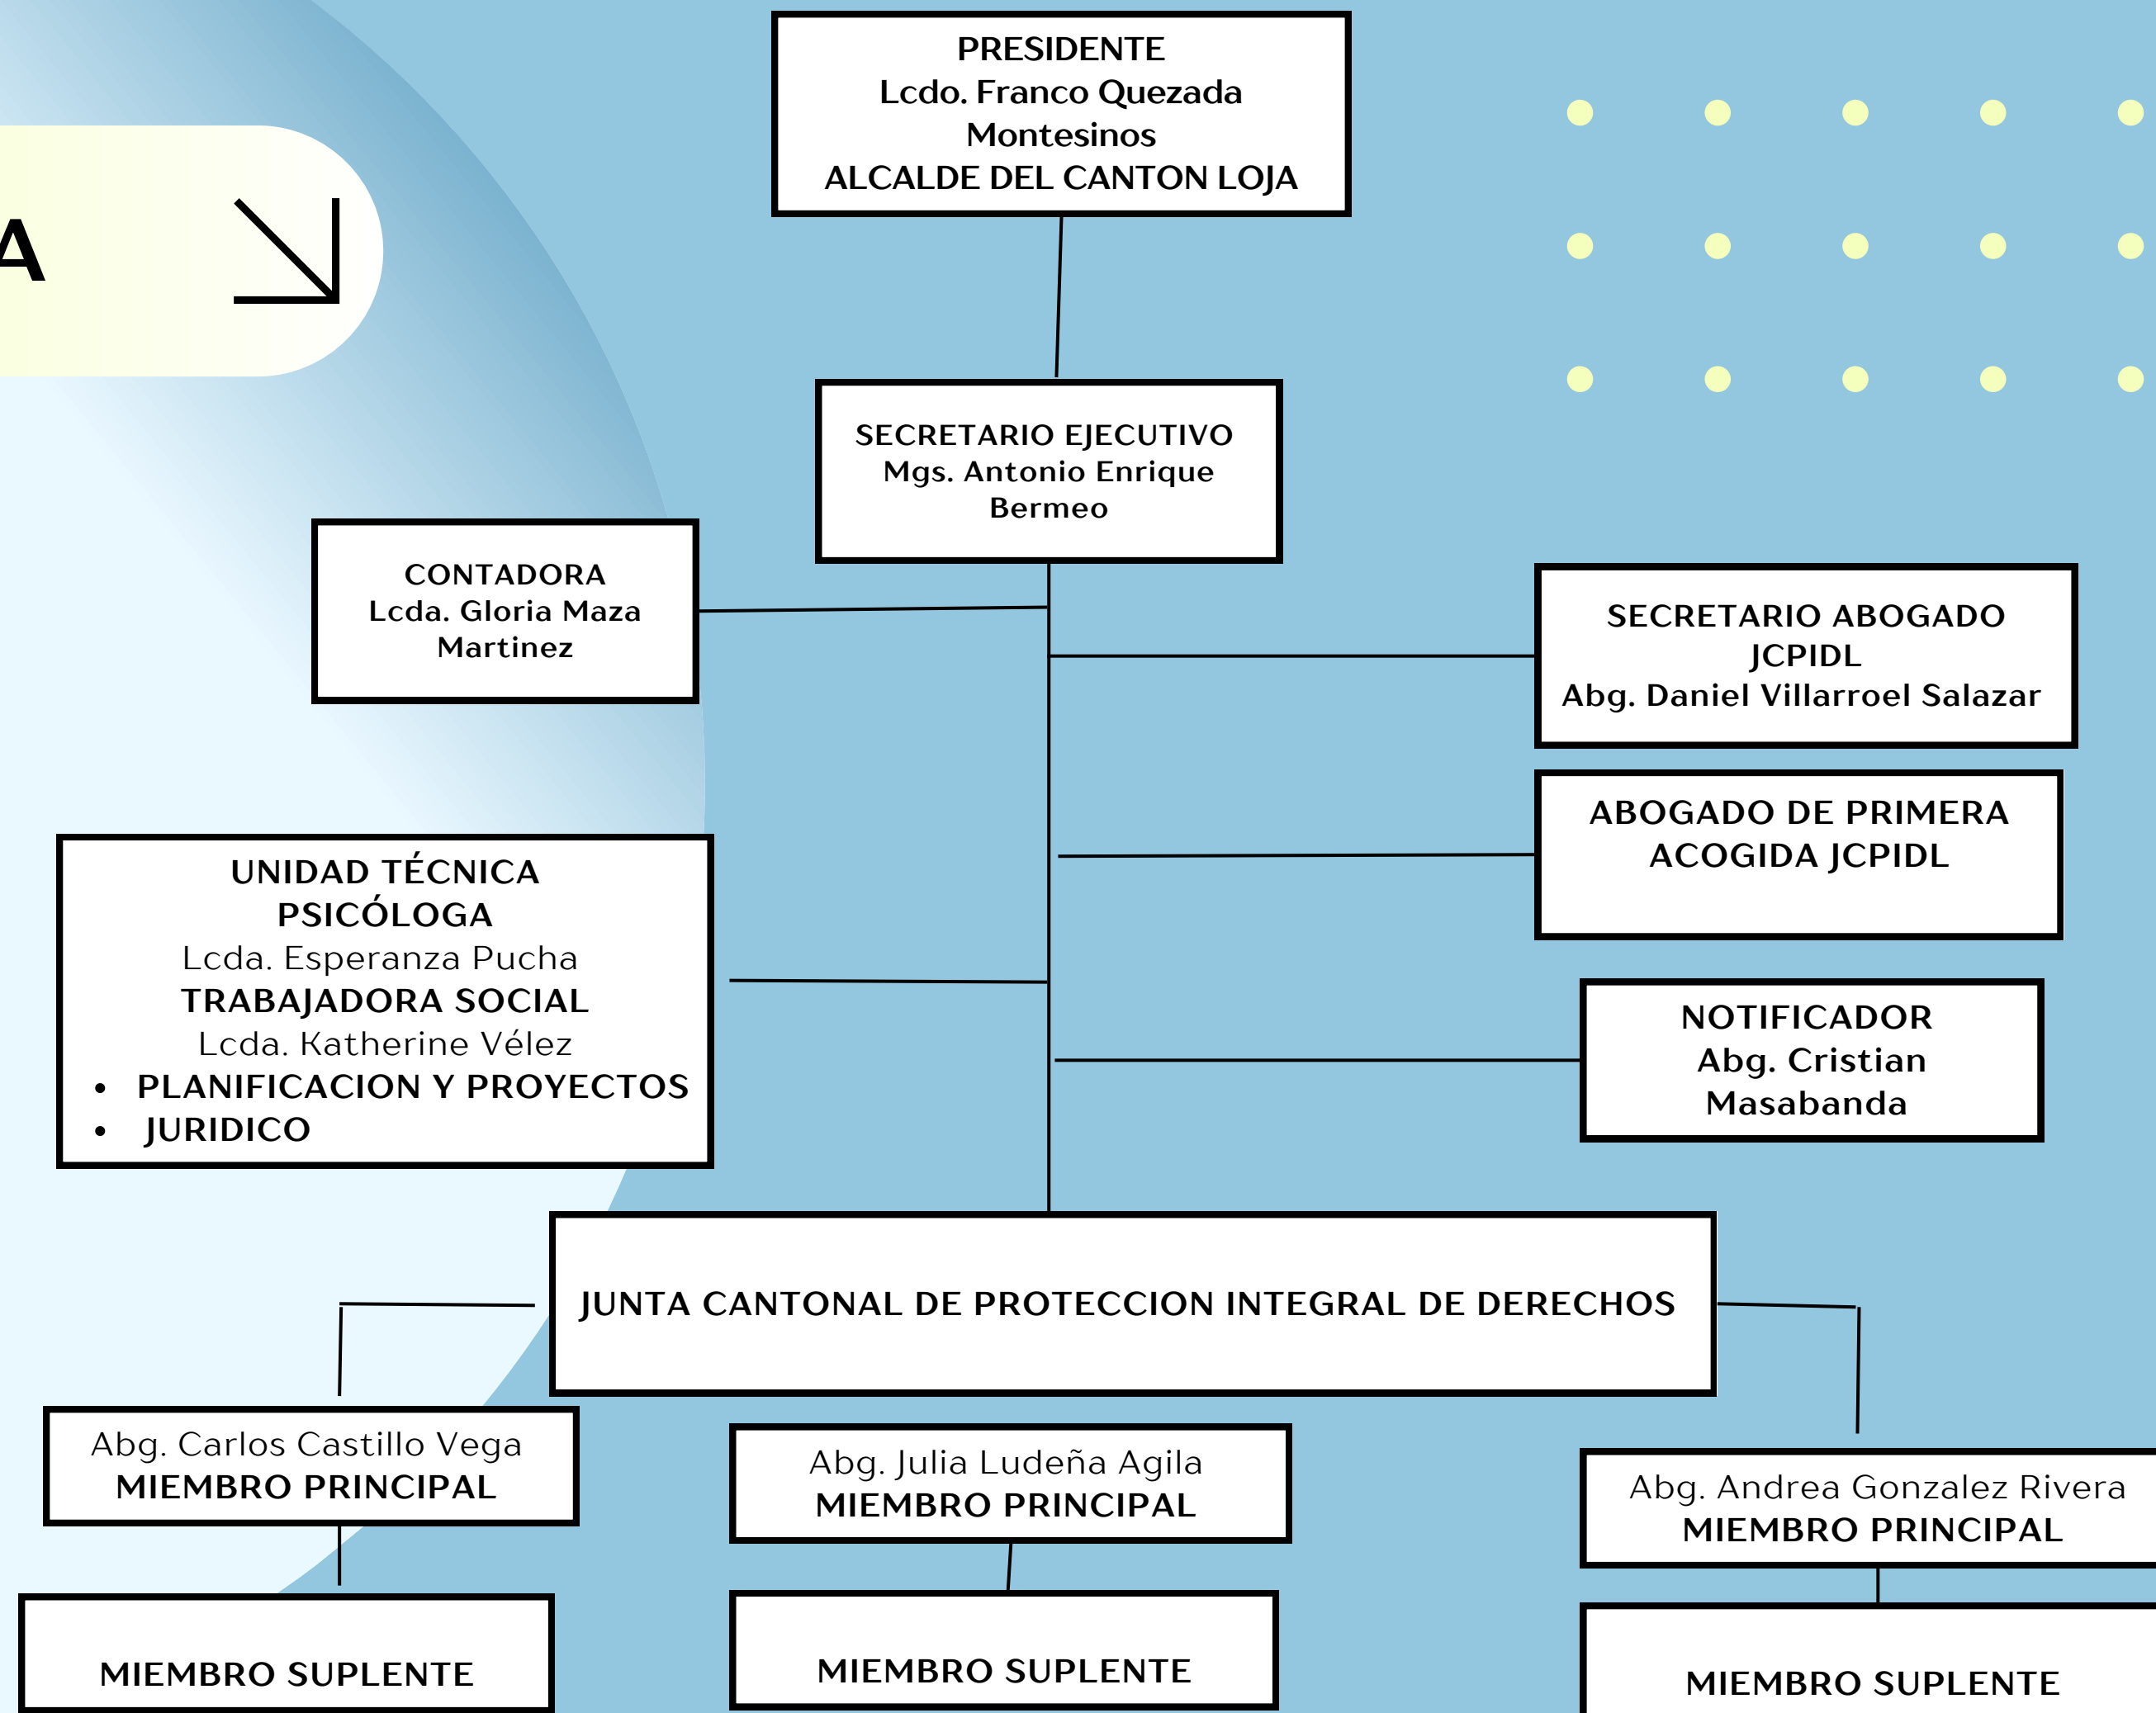 A
PRESIDENTE
Lcdo. Franco Quezada
Montesinos
ALCALDE DEL CANTON LOJA
SECRETARIO EJECUTIVO
Mgs. Antonio Enrique
Bermeo
CONTADORA
Lcda. Gloria Maza
Martinez
SECRETARIO ABOGADO
JCPIDL
Abg. Daniel Villarroel Salazar
ABOGADO DE PRIMERA
ACOGIDA JCPIDL
UNIDAD TÉCNICA
PSICÓLOGA
Lcda. Esperanza Pucha
TRABAJADORA SOCIAL
Lcda. Katherine Vélez
• PLANIFICACION Y PROYECTOS
• JURIDICO
NOTIFICADOR
Abg. Cristian
Masabanda
JUNTA CANTONAL DE PROTECCION INTEGRAL DE DERECHOS
Abg. Carlos Castillo Vega
MIEMBRO PRINCIPAL
Abg. Julia Ludeña Agila
MIEMBRO PRINCIPAL
Abg. Andrea Gonzalez Rivera
MIEMBRO PRINCIPAL
MIEMBRO SUPLENTE
MIEMBRO SUPLENTE
MIEMBRO SUPLENTE